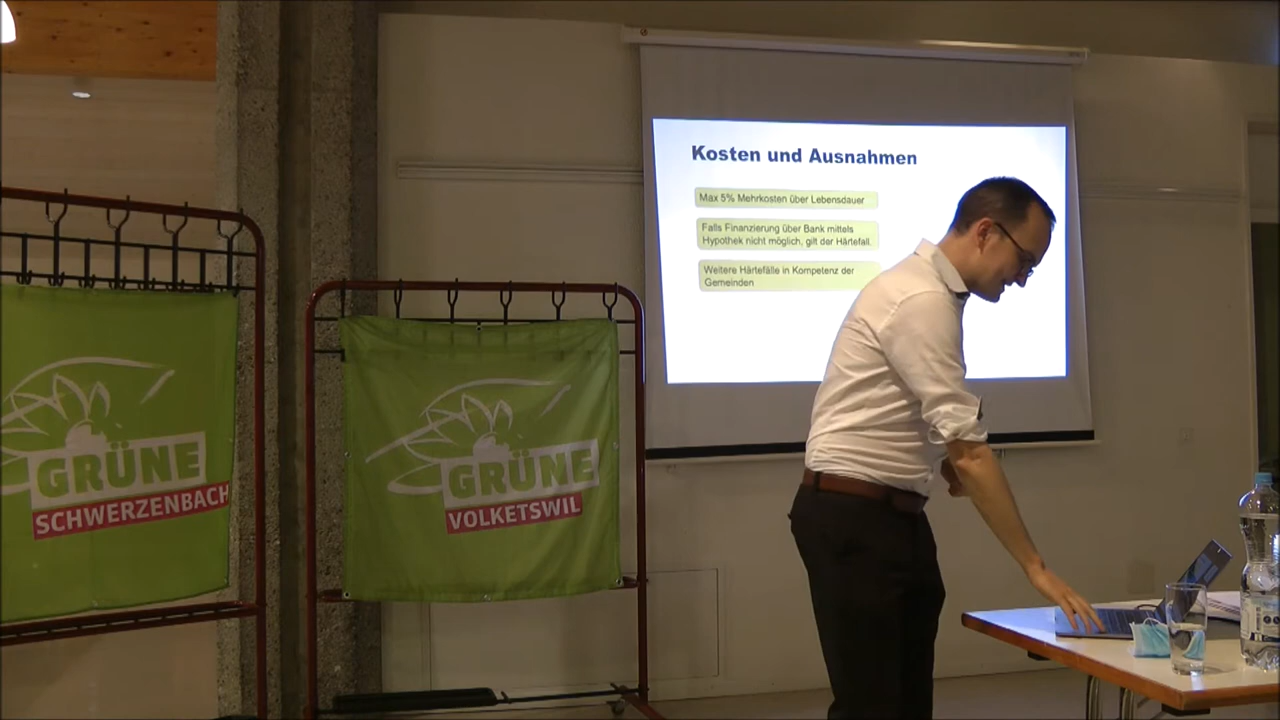 Kosten und Ausnahmen
Max 5% Mehrkosten über Lebensdauer
Falls Finanzierung über Bank mittels
Hypothek nicht möglich, gilt der Härtefall.
Weitere Härtefälle in Kompetenz der
Gemeinden
GRÜNE
SCHWERZENBACH
GRÜNE
VOLKETSWIL